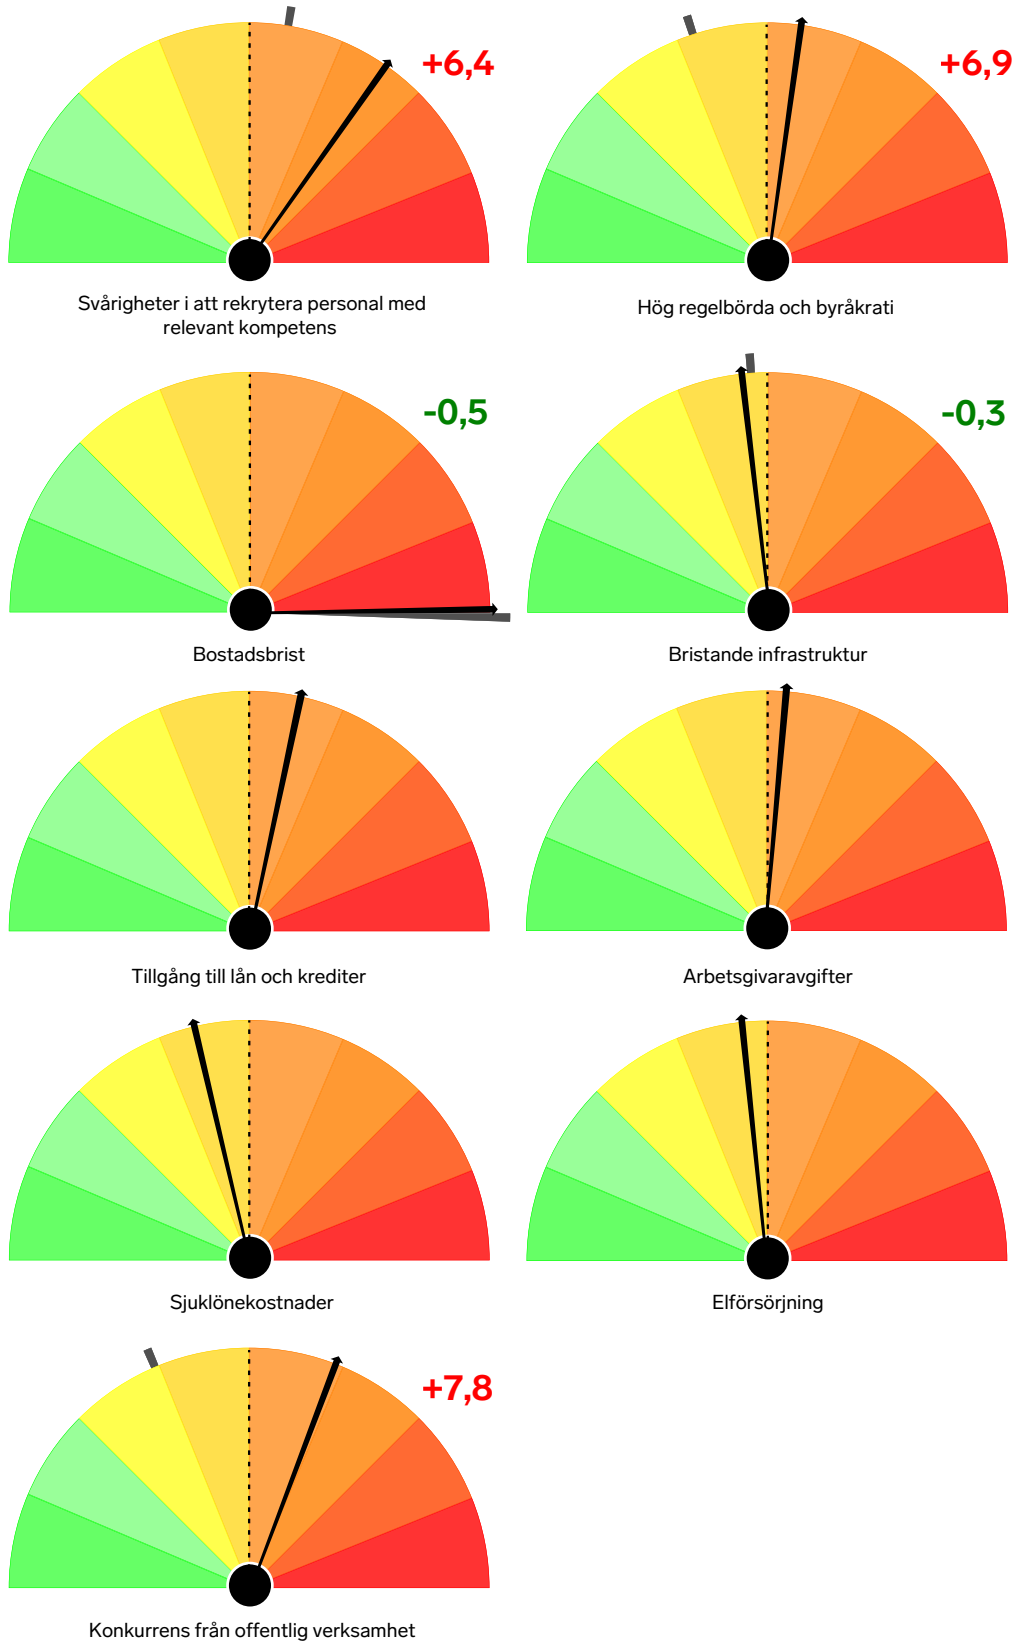 +6,4
+6,9
Svårigheter i att rekrytera personal med
relevant kompetens
Hög regelbörda och byråkrati
-0,5
-0,3
Bostadsbrist
Bristande infrastruktur
Tillgång till lån och krediter
Arbetsgivaravgifter
Sjuklönekostnader
Elförsörjning
+7,8
Konkurrens från offentlig verksamhet